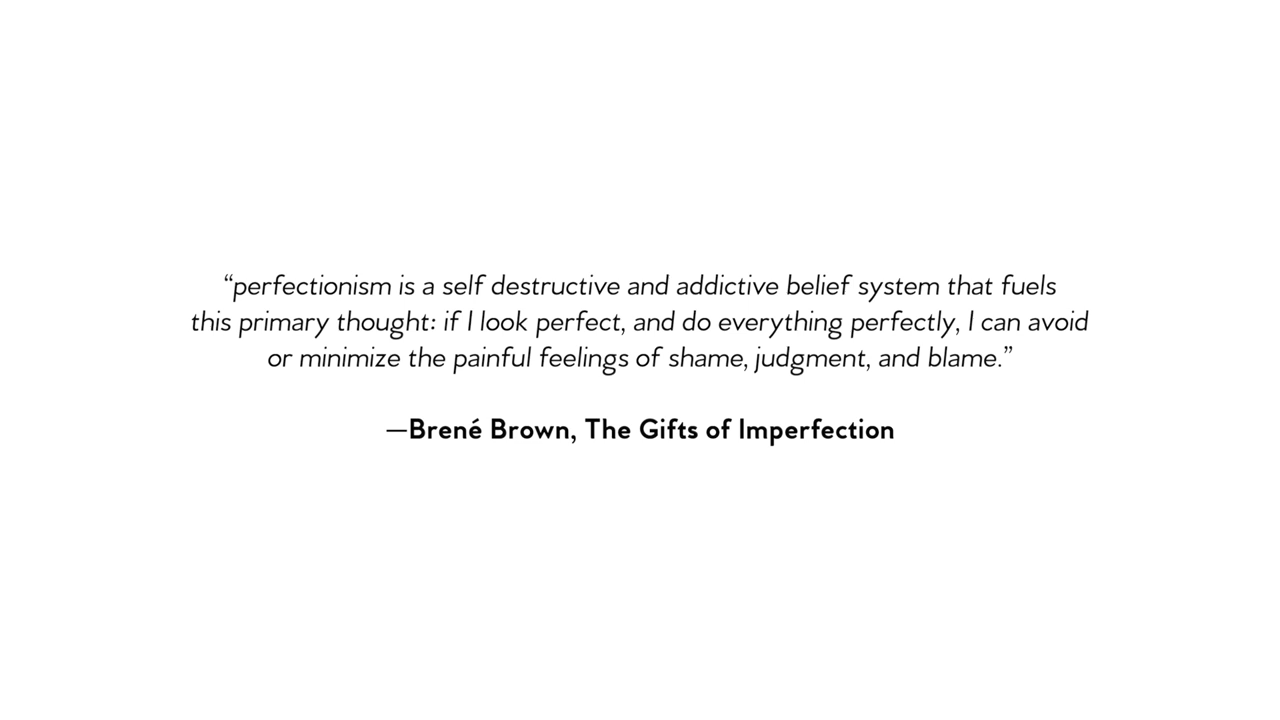 “perfectionism is a self destructive and addictive belief system that fuels
this primary thought: if I look perfect, and do everything perfectly, I can avoid
or minimize the painful feelings of shame, judgment, and blame.”
—Brené Brown, The Gifts of Imperfection